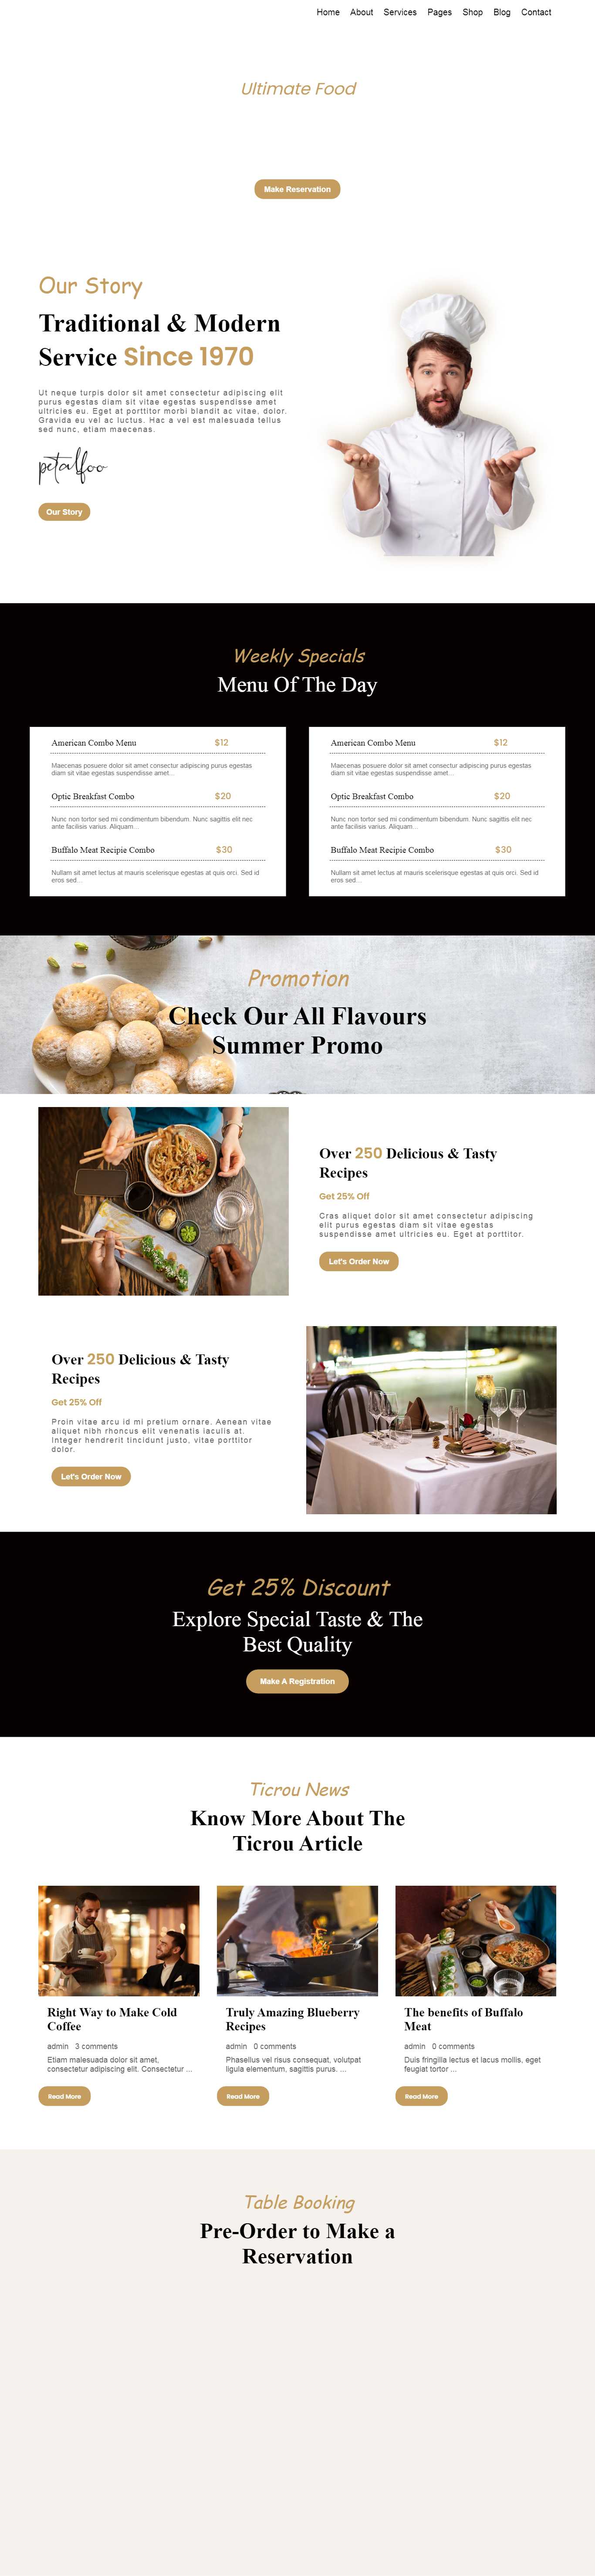 Home About Services Pages Shop Blog Contact
Ultimate Food
Make Reservation
Our Story
Traditional & Modern
Service Since 1970
Ut neque turpis dolor sit amet consectetur adipiscing elit
purus egestas diam sit vitae egestas suspendisse amet
ultricies eu. Eget at porttitor morbi blandit ac vitae, dolor.
Gravida eu vel ac luctus. Hac a vel est malesuada tellus
sed nunc, etiam maecenas.
petalfoo
Our Story
Weekly Specials
Menu Of The Day
American Combo Menu $12
Maecenas posuere dolor sit amet consectur adipiscing purus egestas
diam sit vitae egestas suspendisse amet...
Optic Breakfast Combo $20
Nunc non tortor sed mi condimentum bibendum. Nunc sagittis elit nec
ante facilisis varius. Aliquam...
Buffalo Meat Recipie Combo $30
Nullam sit amet lectus at mauris scelerisque egestas at quis orci. Sed id
eros sed...
American Combo Menu $12
Maecenas posuere dolor sit amet consectur adipiscing purus egestas
diam sit vitae egestas suspendisse amet...
Optic Breakfast Combo $20
Nunc non tortor sed mi condimentum bibendum. Nunc sagittis elit nec
ante facilisis varius. Aliquam...
Buffalo Meat Recipie Combo $30
Nullam sit amet lectus at mauris scelerisque egestas at quis orci. Sed id
eros sed...
Promotion
Check Our All Flavours
Summer Promo
Over 250 Delicious & Tasty
Recipes
Get 25% Off
Cras aliquet dolor sit amet consectetur adipiscing
elit purus egestas diam sit vitae egestas
suspendisse amet ultricies eu. Eget at porttitor.
Let's Order Now
Over 250 Delicious & Tasty
Recipes
Get 25% Off
Proin vitae arcu id mi pretium ornare. Aenean vitae
aliquet nibh rhoncus elit venenatis iaculis at.
Integer hendrerit tincidunt justo, vitae porttitor
dolor.
Let's Order Now
Get 25% Discount
Explore Special Taste & The
Best Quality
Make A Registration
Ticrou News
Know More About The
Ticrou Article
Right Way to Make Cold
Coffee
admin 3 comments
Etiam malesuada dolor sit amet,
consectetur adipiscing elit. Consectetur ...
Read More
Truly Amazing Blueberry
Recipes
admin 0 comments
Phasellus vel risus consequat, volutpat
ligula elementum, sagittis purus. ...
Read More
The benefits of Buffalo
Meat
admin 0 comments
Duis fringilla lectus et lacus mollis, eget
feugiat tortor ...
Read More
Table Booking
Pre-Order to Make a
Reservation